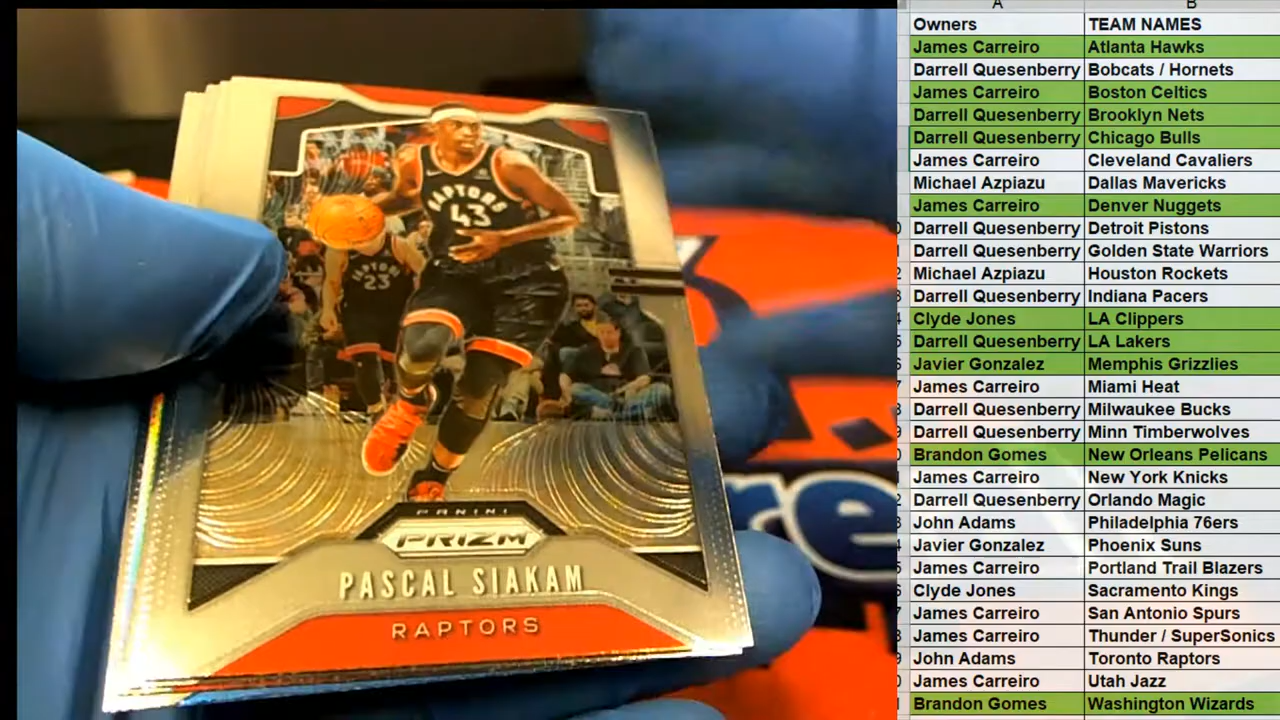 RAPTORS
43
RAPTORS
23
PANINI
PRIZM
PASCAL SIAKAM
RAPTORS
re
A B
Owners TEAM NAMES
James Carreiro Atlanta Hawks
Darrell Quesenberry Bobcats / Hornets
James Carreiro Boston Celtics
Darrell Quesenberry Brooklyn Nets
Darrell Quesenberry Chicago Bulls
James Carreiro Cleveland Cavaliers
Michael Azpiazu Dallas Mavericks
James Carreiro Denver Nuggets
Darrell Quesenberry Detroit Pistons
Darrell Quesenberry Golden State Warriors
Michael Azpiazu Houston Rockets
Darrell Quesenberry Indiana Pacers
Clyde Jones LA Clippers
Darrell Quesenberry LA Lakers
Javier Gonzalez Memphis Grizzlies
James Carreiro Miami Heat
Darrell Quesenberry Milwaukee Bucks
Darrell Quesenberry Minn Timberwolves
Brandon Gomes New Orleans Pelicans
James Carreiro New York Knicks
Darrell Quesenberry Orlando Magic
John Adams Philadelphia 76ers
Javier Gonzalez Phoenix Suns
James Carreiro Portland Trail Blazers
Clyde Jones Sacramento Kings
James Carreiro San Antonio Spurs
James Carreiro Thunder / SuperSonics
John Adams Toronto Raptors
James Carreiro Utah Jazz
Brandon Gomes Washington Wizards